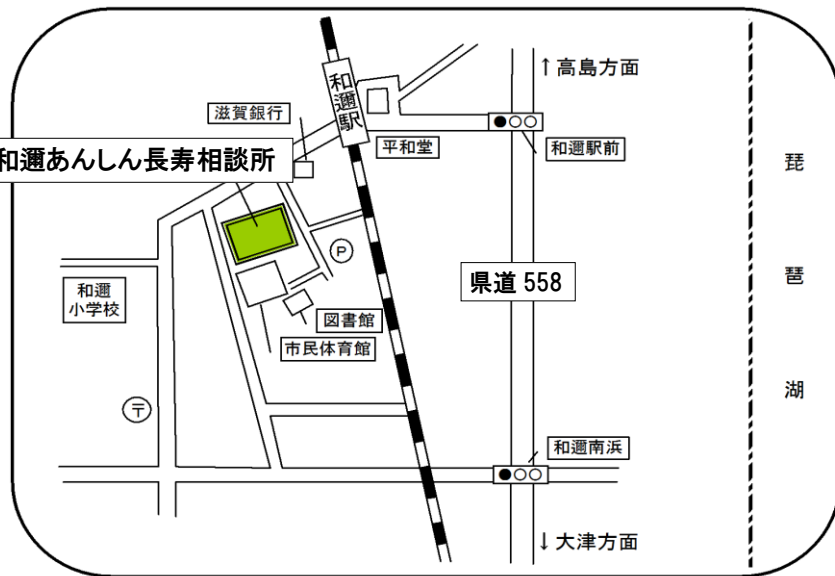 ↑高島方面
和邇駅
滋賀銀行
平和堂
和邇駅前
和邇あんしん長寿相談所
琵琶湖
P
県道 558
和邇
小学校
図書館
市民体育館
〒
和邇南浜
↓大津方面